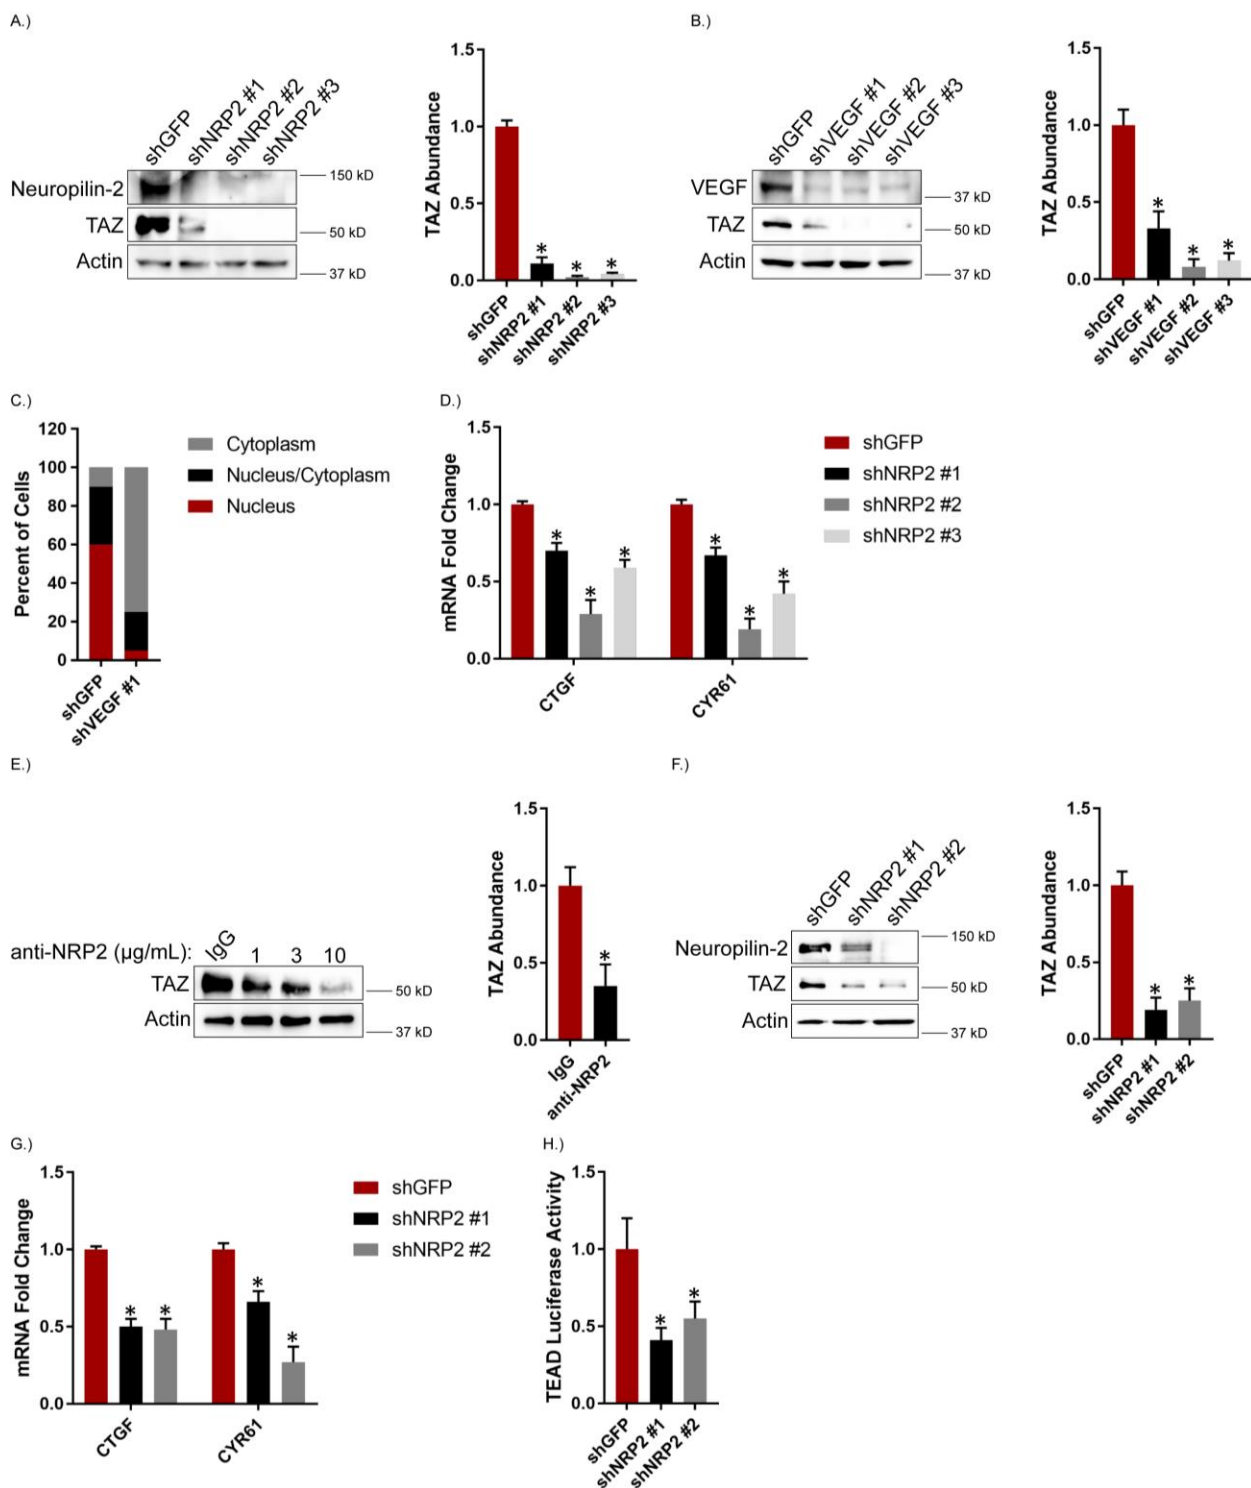 A.)
shGFP
shNRP2 #1
shNRP2 #2
shNRP2 #3
Neuropilin-2
150 kD
TAZ
50 kD
Actin
37 kD
TAZ Abundance
1.5
1.0
0.5
0.0
*
*
*
shGFP
shNRP2 #1
shNRP2 #2
shNRP2 #3
B.)
shGFP
shVEGF #1
shVEGF #2
shVEGF #3
VEGF
37 kD
TAZ
50 kD
Actin
37 kD
TAZ Abundance
1.5
1.0
0.5
0.0
*
*
*
shGFP
shVEGF #1
shVEGF #2
shVEGF #3
C.)
Percent of Cells
120
100
80
60
40
20
0
shGFP
shVEGF #1
Cytoplasm
Nucleus/Cytoplasm
Nucleus
D.)
mRNA Fold Change
1.5
1.0
0.5
0.0
*
*
*
*
*
*
CTGF
CYR61
shGFP
shNRP2 #1
shNRP2 #2
shNRP2 #3
E.)
anti-NRP2 (µg/mL): IgG 1 3 10
TAZ
50 kD
Actin
37 kD
TAZ Abundance
1.5
1.0
0.5
0.0
*
IgG
anti-NRP2
F.)
shGFP
shNRP2 #1
shNRP2 #2
Neuropilin-2
150 kD
TAZ
50 kD
Actin
37 kD
TAZ Abundance
1.5
1.0
0.5
0.0
*
*
shGFP
shNRP2 #1
shNRP2 #2
G.)
mRNA Fold Change
1.5
1.0
0.5
0.0
*
*
*
*
CTGF
CYR61
shGFP
shNRP2 #1
shNRP2 #2
H.)
TEAD Luciferase Activity
1.5
1.0
0.5
0.0
*
*
shGFP
shNRP2 #1
shNRP2 #2